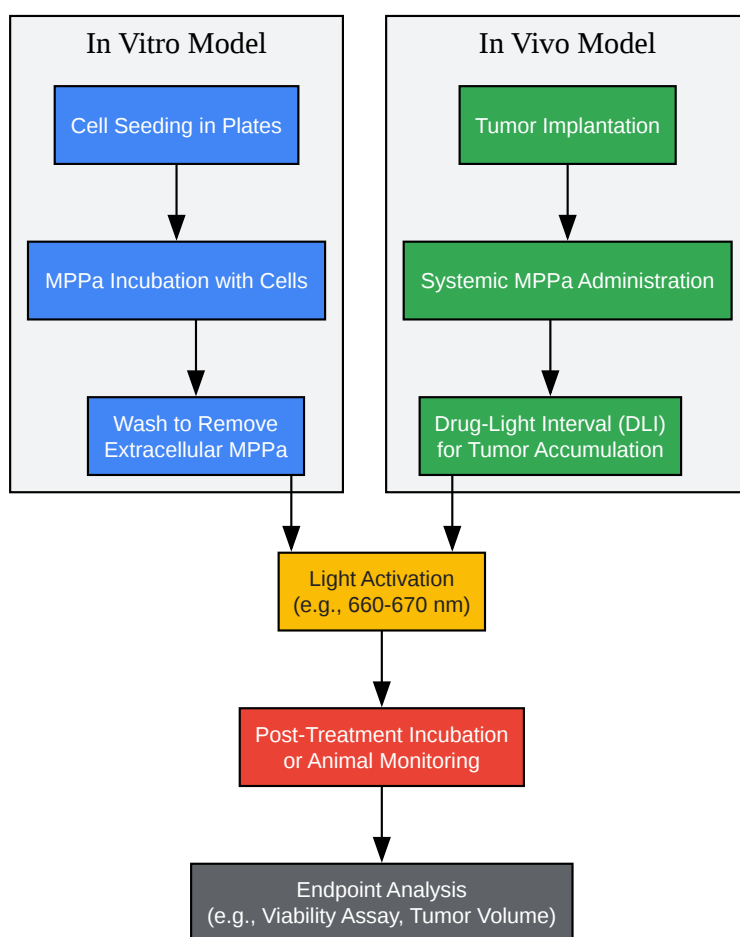 In Vitro Model
Cell Seeding in Plates
MPPa Incubation with Cells
Wash to Remove
Extracellular MPPa
In Vivo Model
Tumor Implantation
Systemic MPPa Administration
Drug-Light Interval (DLI)
for Tumor Accumulation
Light Activation
(e.g., 660-670 nm)
Post-Treatment Incubation
or Animal Monitoring
Endpoint Analysis
(e.g., Viability Assay, Tumor Volume)